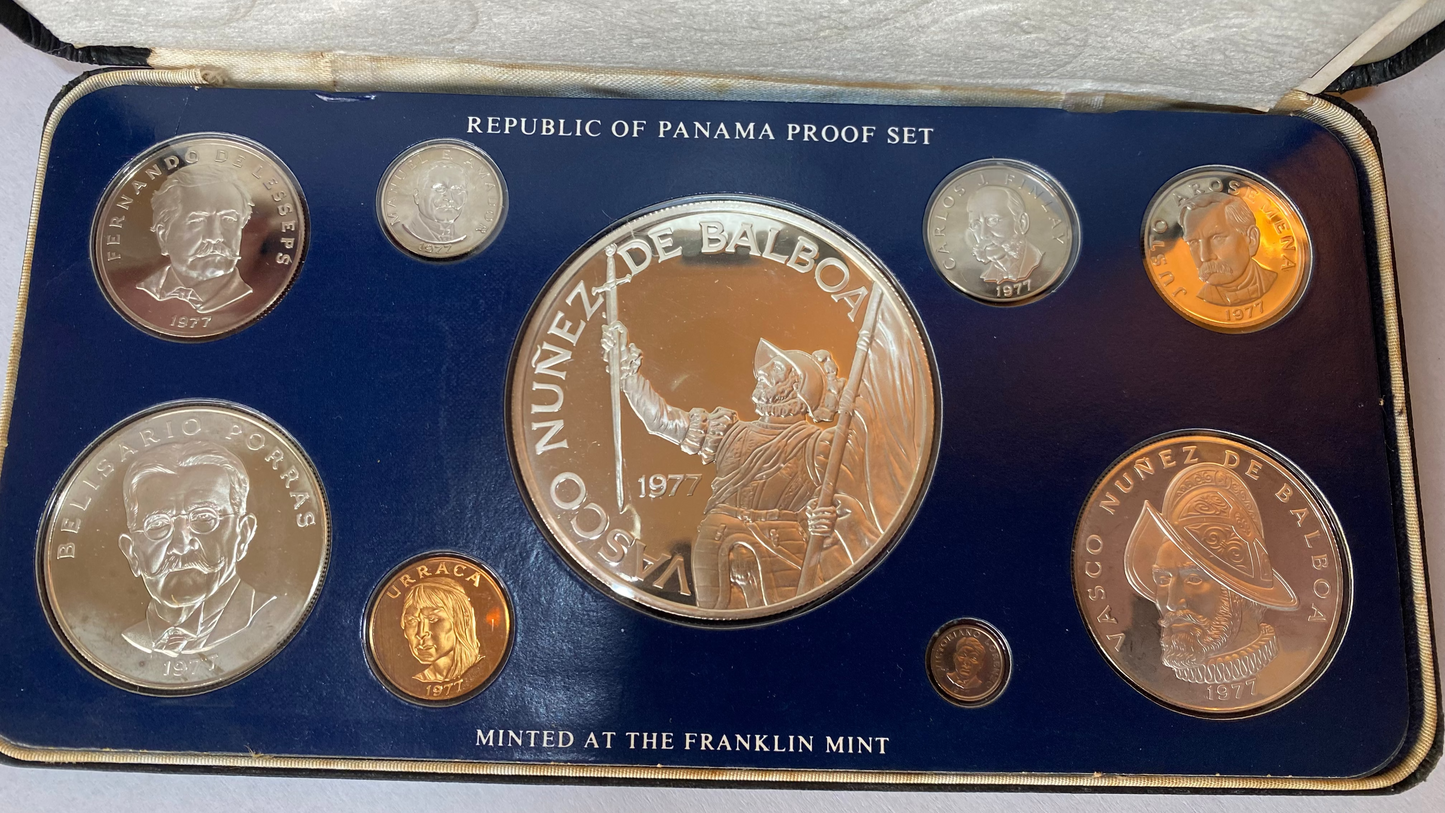 REPUBLIC OF PANAMA PROOF SET
FERNANDO DE LESSEPS
1977
1977
CARLOS J. FINLAY
1977
JUSTO AROSEMENA
1977
VASCO NUÑEZ DE BALBOA
1977
BELISARIO PORRAS
1977
URRACA
1977
VASCO NUÑEZ DE BALBOA
1977
MINTED AT THE FRANKLIN MINT